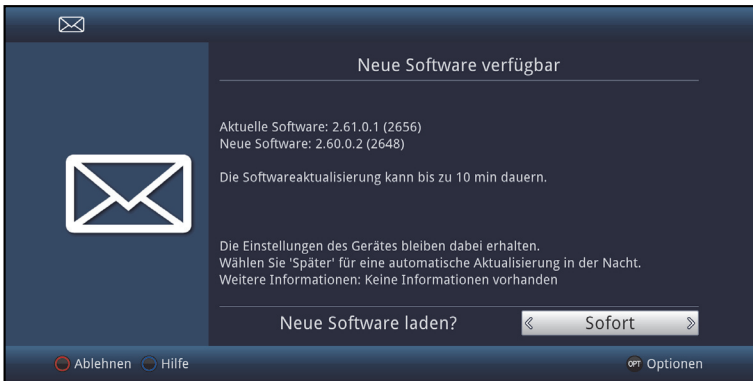 Neue Software verfügbar
Aktuelle Software: 2.61.0.1 (2656)
Neue Software: 2.60.0.2 (2648)
Die Softwareaktualisierung kann bis zu 10 min dauern.
Die Einstellungen des Gerätes bleiben dabei erhalten.
Wählen Sie 'Später' für eine automatische Aktualisierung in der Nacht.
Weitere Informationen: Keine Informationen vorhanden
Neue Software laden? « Sofort »
Ablehnen Hilfe OPT Optionen